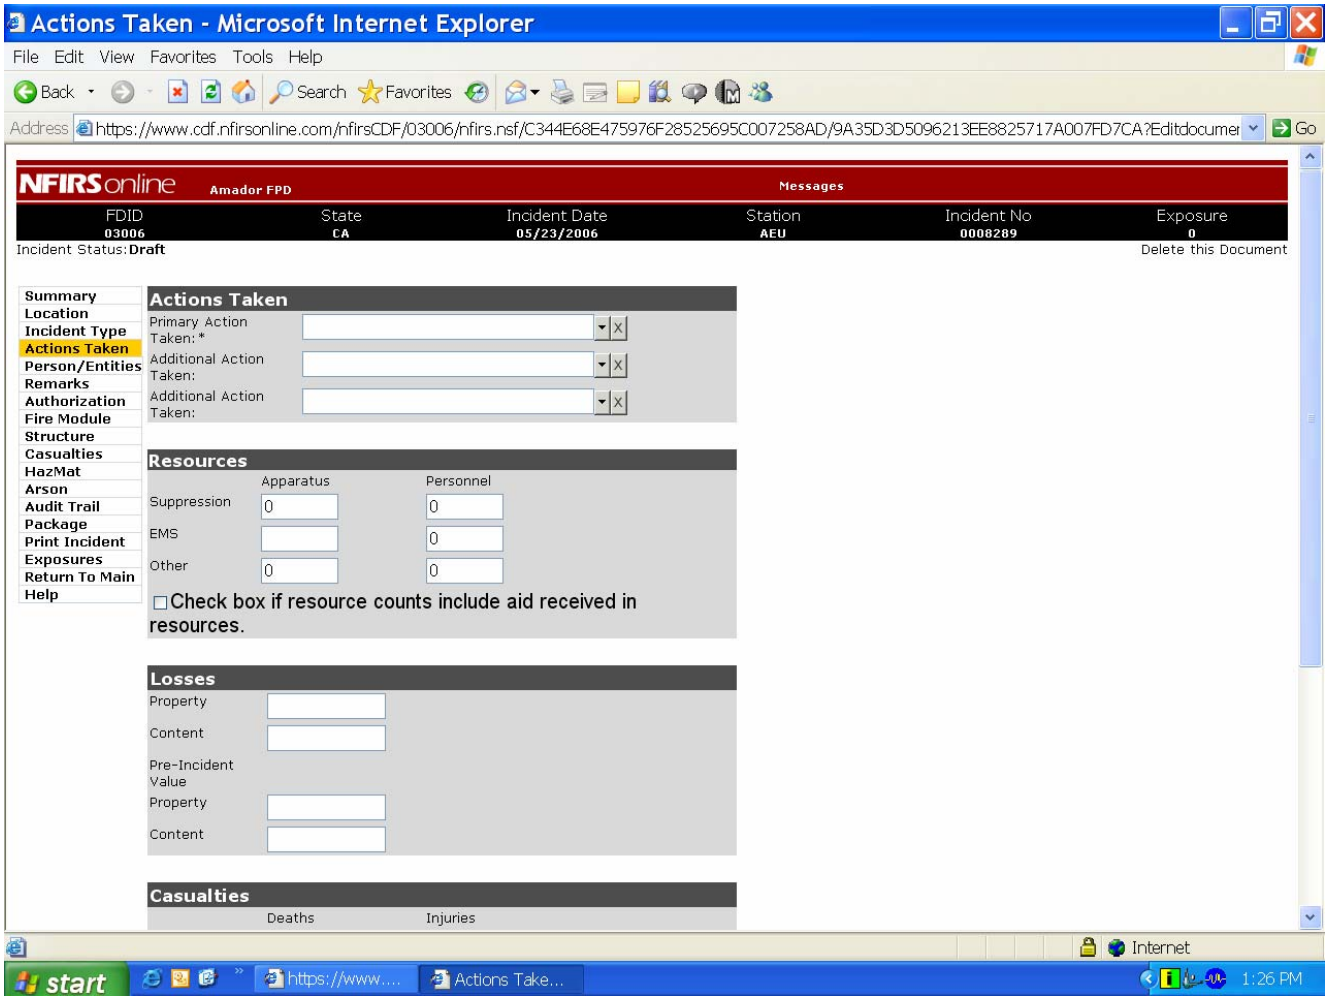 Actions Taken - Microsoft Internet Explorer
File Edit View Favorites Tools Help
Back Search Favorites
Address https://www.cdf.nfirsonline.com/nfirsCDF/03006/nfirs.nsf/C344E68E475976F28525695C007258AD/9A35D3D5096213EE8825717A007FD7CA?Editdocumer Go
NFIRSonline Amador FPD Messages
FDID State Incident Date Station Incident No Exposure
03006 CA 05/23/2006 AEU 0008289 0
Incident Status:Draft Delete this Document
Summary
Location
Incident Type
Actions Taken
Person/Entities
Remarks
Authorization
Fire Module
Structure
Casualties
HazMat
Arson
Audit Trail
Package
Print Incident
Exposures
Return To Main
Help
Actions Taken
Primary Action
Taken:*
X
Additional Action
Taken:
X
Additional Action
Taken:
X
Resources
Apparatus Personnel
Suppression 0 0
EMS 0
Other 0 0
Check box if resource counts include aid received in
resources.
Losses
Property
Content
Pre-Incident
Value
Property
Content
Casualties
Deaths Injuries
Internet
start https://www.... Actions Take... 1:26 PM